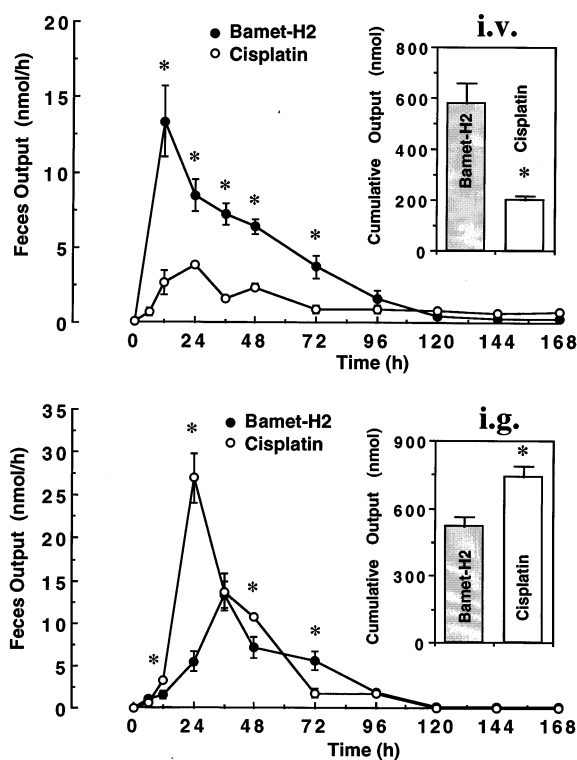 i.v.
Bamet-H2
Cisplatin
Feces Output (nmol/h)
20
15
10
5
0
*
*
*
*
*
0 24 48 72 96 120 144 168
Time (h)
Cumulative Output (nmol)
800
600
400
200
0
Bamet-H2
Cisplatin
*
i.g.
Bamet-H2
Cisplatin
Feces Output (nmol/h)
35
30
25
20
15
10
5
0
*
*
*
*
0 24 48 72 96 120 144 168
Time (h)
Cumulative Output (nmol)
900
600
300
0
Bamet-H2
Cisplatin
*